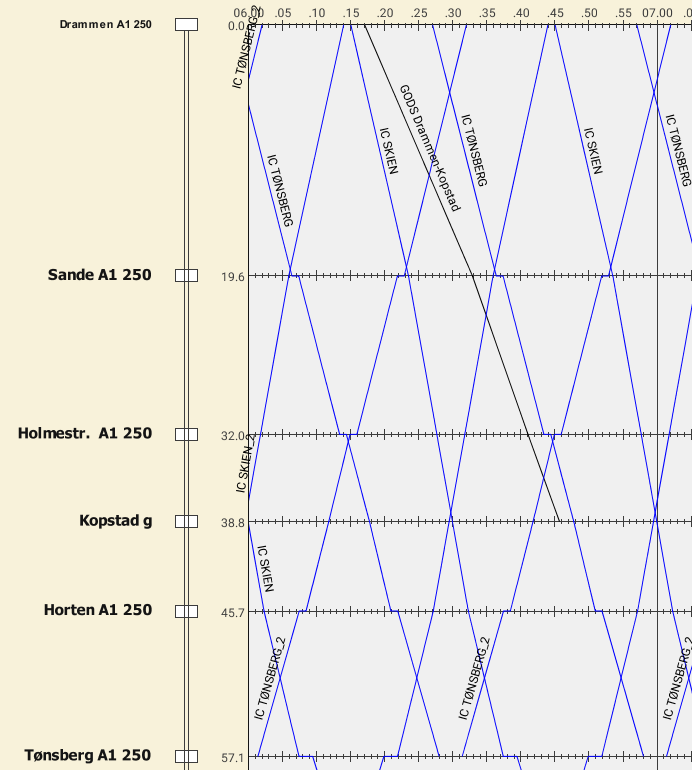 06.00 .05 .10 .15 .20 .25 .30 .35 .40 .45 .50 .55 07.00 .05
Drammen A1 250
0.0
IC TØNSBERG_2
IC TØNSBERG
IC SKIEN
GODS Drammen-Kopstad
IC TØNSBERG
IC SKIEN
IC TØNSBERG
Sande A1 250
19.6
Holmestr. A1 250
32.0
IC SKIEN_2
Kopstad g
38.8
IC SKIEN
Horten A1 250
45.7
IC TØNSBERG_2
IC TØNSBERG_2
IC TØNSBERG_2
Tønsberg A1 250
57.1